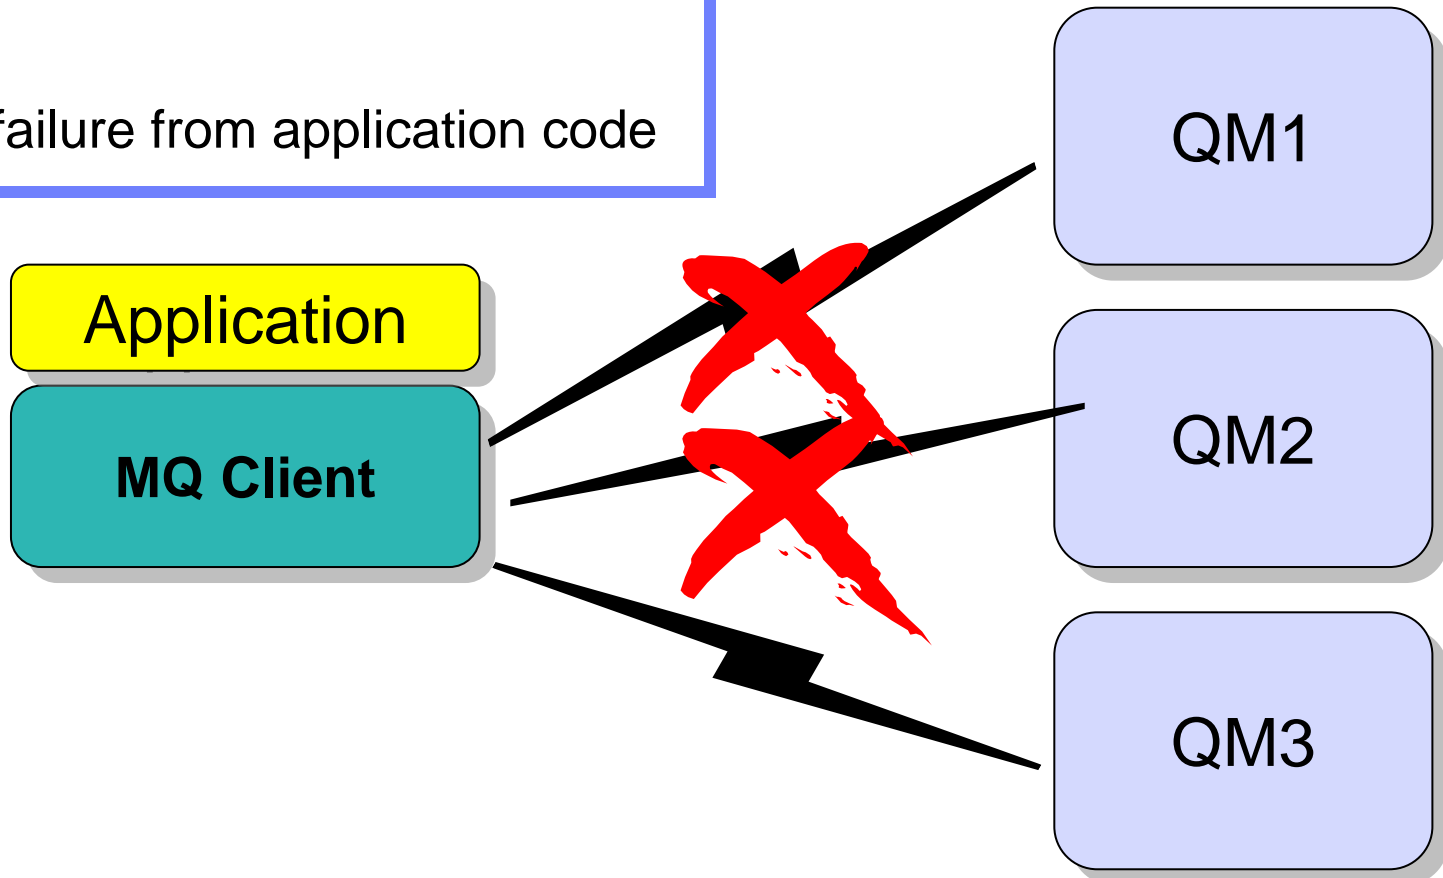 failure from application code
QM1
Application
MQ Client
QM2
QM3